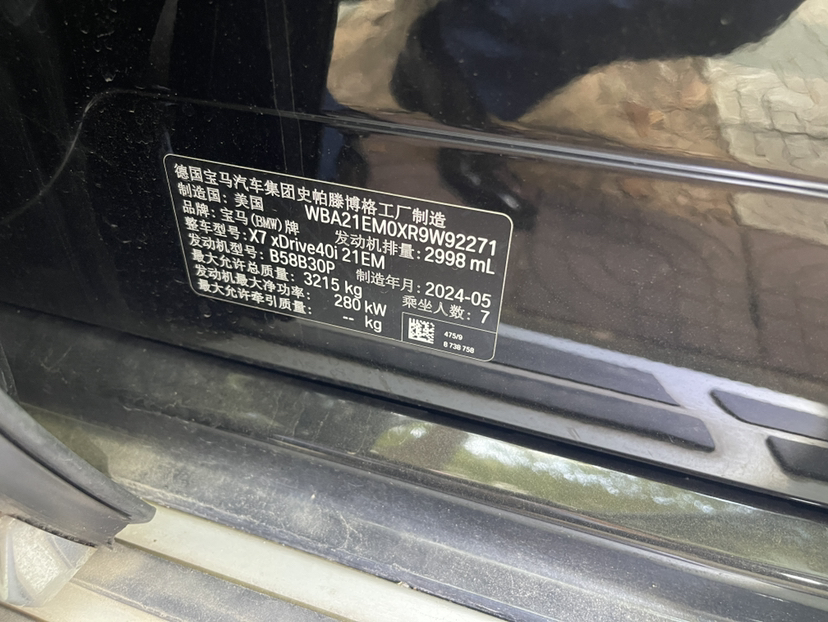 德国宝马汽车集团史帕滕博格工厂制造
制造国: 美国 WBA21EM0XR9W92271
品牌: 宝马(BMW)牌 发动机排量: 2998 mL
整车型号: X7 xDrive40i 21EM
发动机型号: B58B30P 制造年月: 2024-05
最大允许总质量: 3215 kg 乘坐人数: 7
发动机最大净功率: 280 kW
最大允许牵引质量: -- kg
475/9
8 738 758